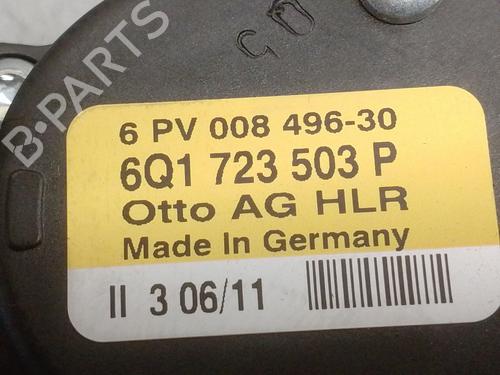 B-PARTS
6 PV 008 496-30
6Q1 723 503 P
Otto AG HLR
Made In Germany
II 3 06/11